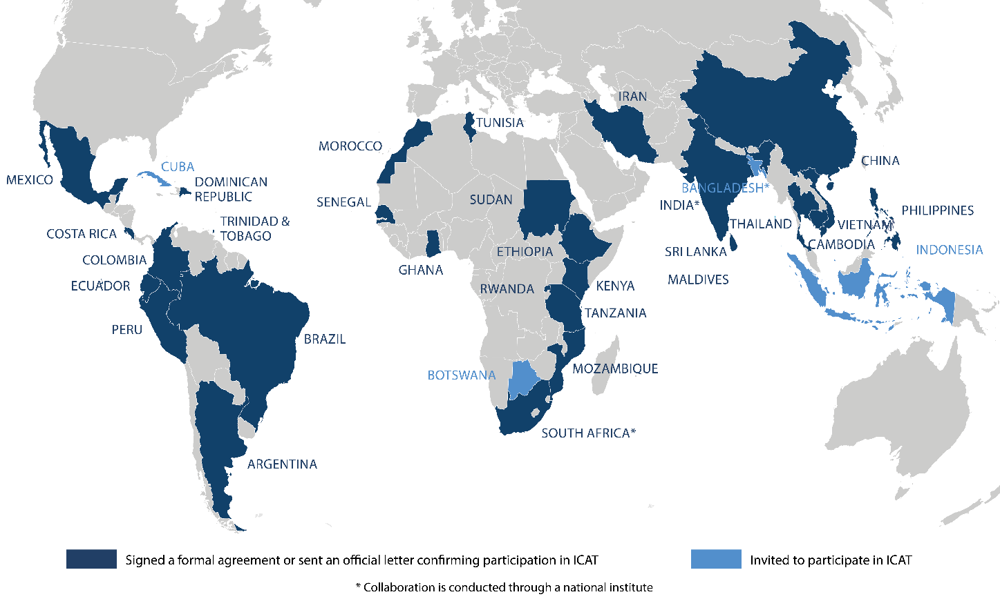 IRAN
TUNISIA
MOROCCO
CHINA
CUBA
MEXICO
DOMINICAN
REPUBLIC
BANGLADESH*
SENEGAL
SUDAN
INDIA*
PHILIPPINES
TRINIDAD &
TOBAGO
THAILAND
VIETNAM
COSTA RICA
CAMBODIA
ETHIOPIA
SRI LANKA
INDONESIA
COLOMBIA
GHANA
MALDIVES
ECUADOR
RWANDA
KENYA
TANZANIA
PERU
BRAZIL
MOZAMBIQUE
BOTSWANA
SOUTH AFRICA*
ARGENTINA
Signed a formal agreement or sent an official letter confirming participation in ICAT
Invited to participate in ICAT
* Collaboration is conducted through a national institute